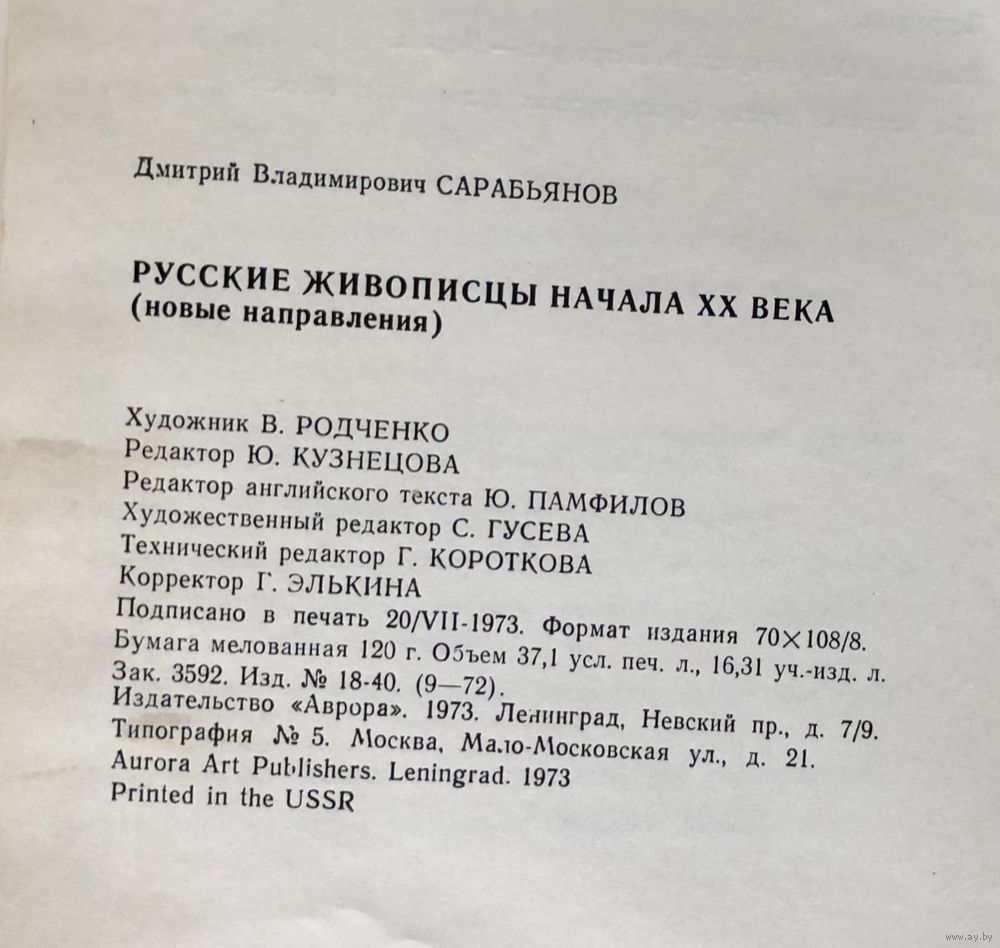 Дмитрий Владимирович САРАБЬЯНОВ
РУССКИЕ ЖИВОПИСЦЫ НАЧАЛА XX ВЕКА
(новые направления)
Художник В. РОДЧЕНКО
Редактор Ю. КУЗНЕЦОВА
Редактор английского текста Ю. ПАМФИЛОВ
Художественный редактор С. ГУСЕВА
Технический редактор Г. КОРОТКОВА
Корректор Г. ЭЛЬКИНА
Подписано в печать 20/VII-1973. Формат издания 70×108/8.
Бумага мелованная 120 г. Объем 37,1 усл. печ. л., 16,31 уч.-изд. л.
Зак. 3592. Изд. № 18-40. (9—72).
Издательство «Аврора». 1973. Ленинград, Невский пр., д. 7/9.
Типография № 5. Москва, Мало-Московская ул., д. 21.
Aurora Art Publishers. Leningrad. 1973
Printed in the USSR
www.ay.by